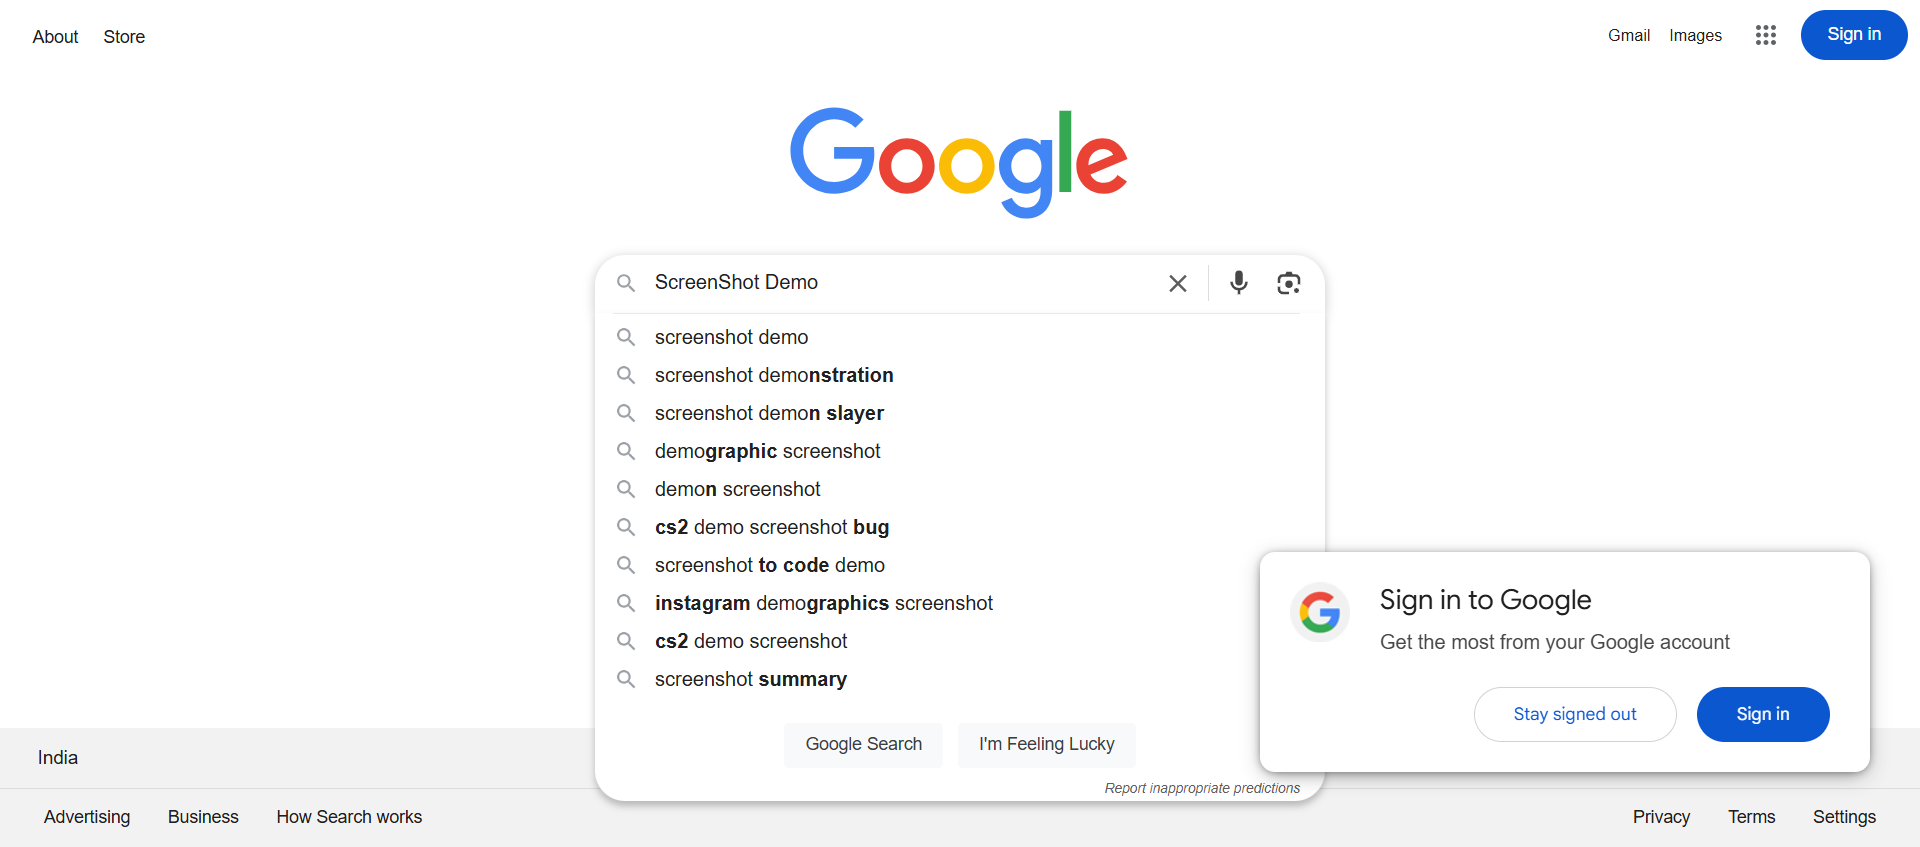 About Store
Gmail Images Sign in
Google
ScreenShot Demo
screenshot demo
screenshot demonstration
screenshot demon slayer
demographic screenshot
demon screenshot
cs2 demo screenshot bug
screenshot to code demo
instagram demographics screenshot
cs2 demo screenshot
screenshot summary
Google Search I'm Feeling Lucky
Report inappropriate predictions
Sign in to Google
Get the most from your Google account
Stay signed out Sign in
India
Advertising Business How Search works
Privacy Terms Settings